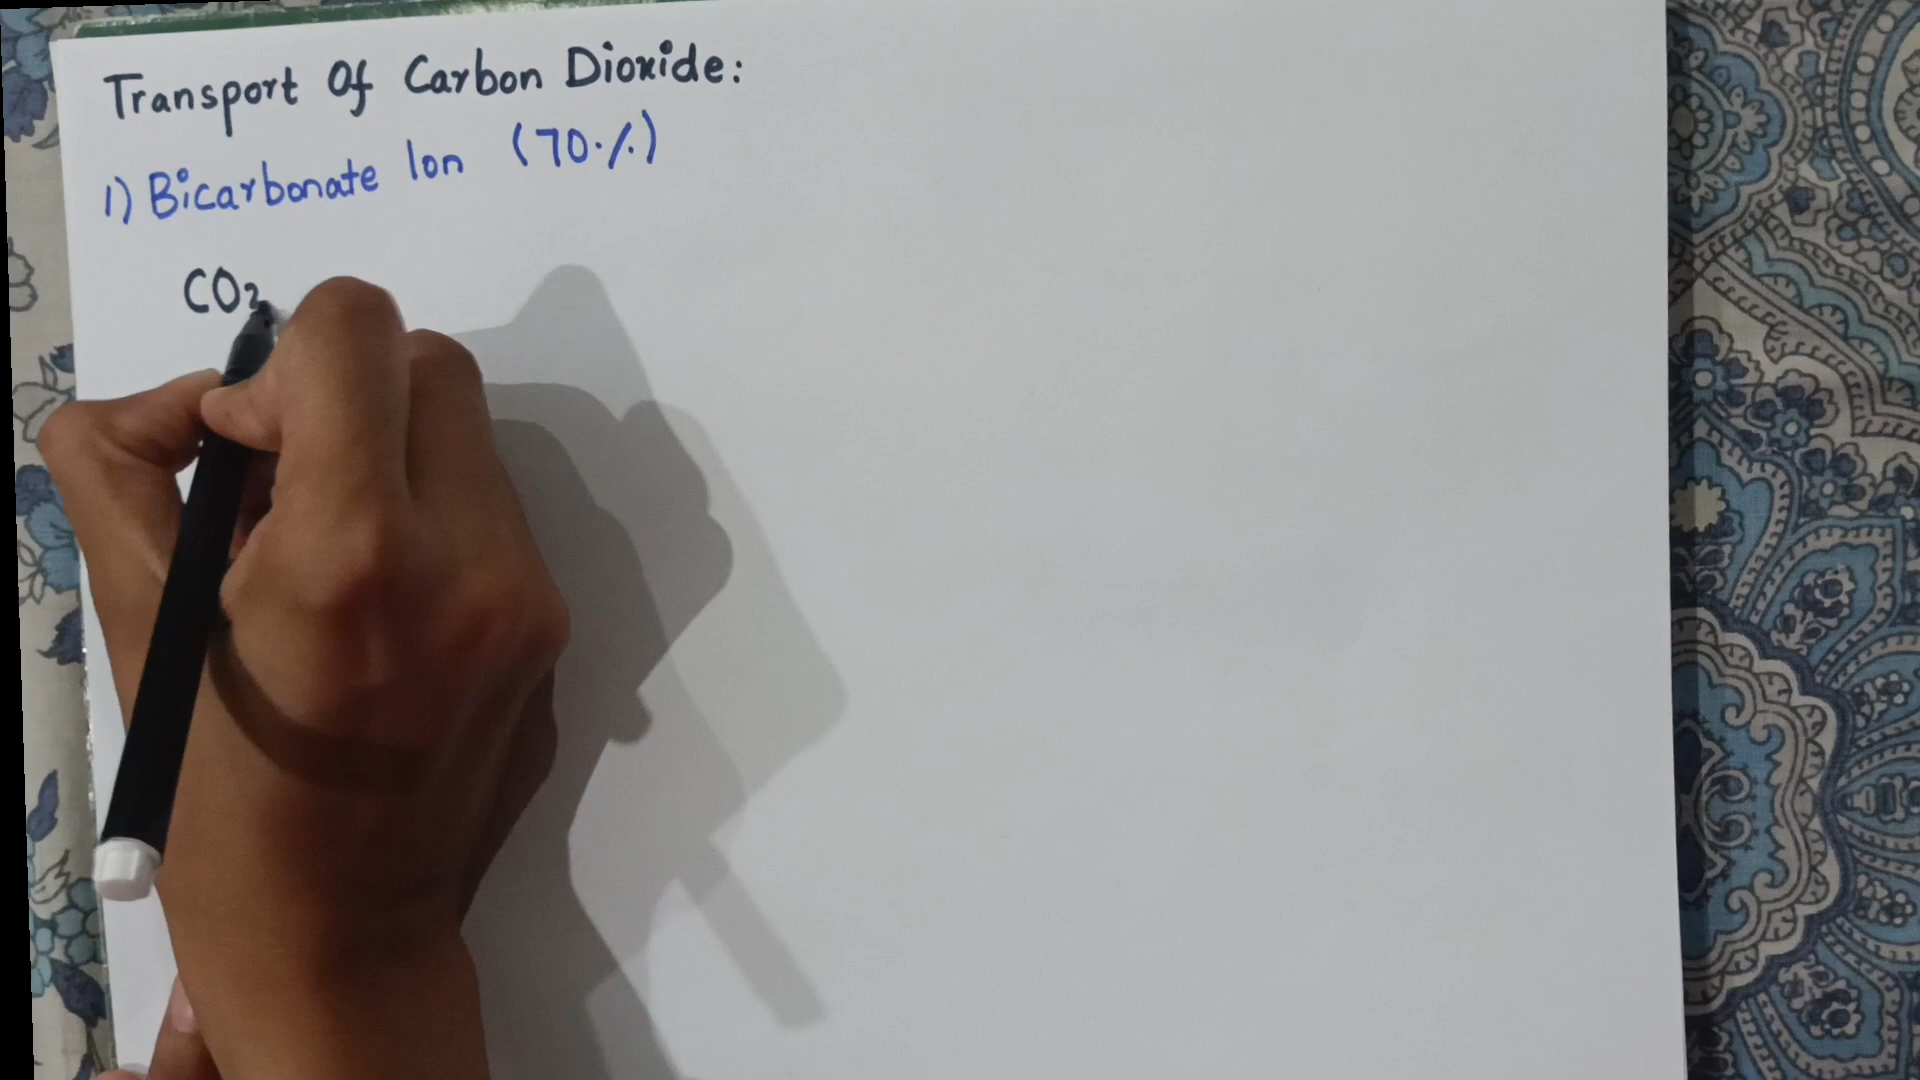 Transport Of Carbon Dioxide:
1) Bicarbonate Ion (70%)
CO2